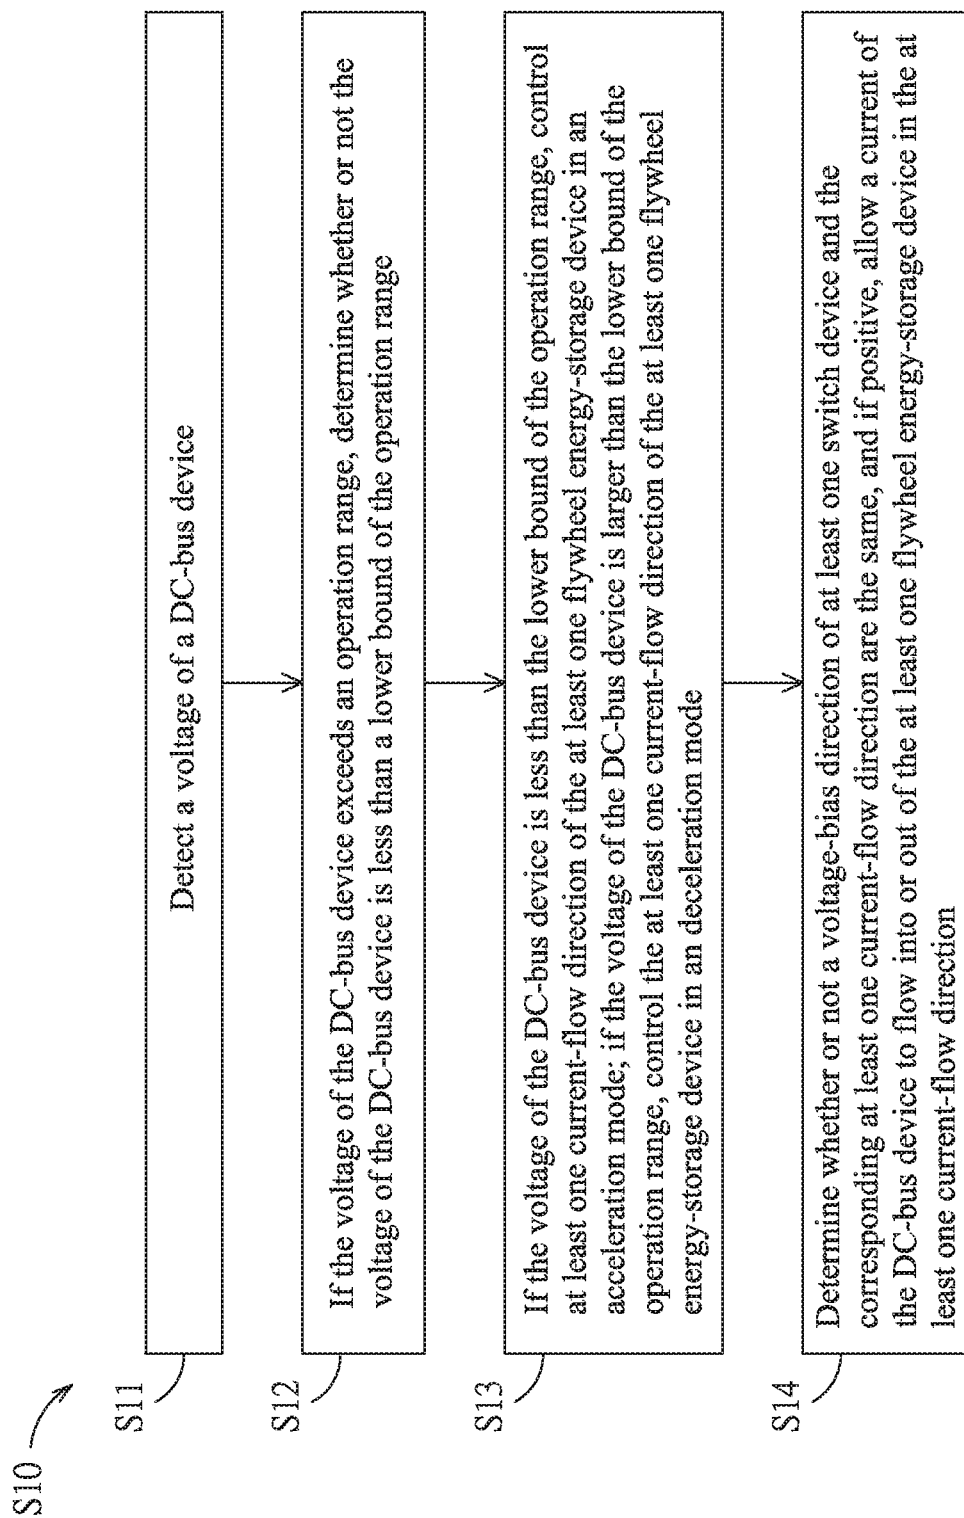 S10
S11
Detect a voltage of a DC-bus device
S12
If the voltage of the DC-bus device exceeds an operation range, determine whether or not the
voltage of the DC-bus device is less than a lower bound of the operation range
S13
If the voltage of the DC-bus device is less than the lower bound of the operation range, control
at least one current-flow direction of the at least one flywheel energy-storage device in an
acceleration mode; if the voltage of the DC-bus device is larger than the lower bound of the
operation range, control the at least one current-flow direction of the at least one flywheel
energy-storage device in an deceleration mode
S14
Determine whether or not a voltage-bias direction of at least one switch device and the
corresponding at least one current-flow direction are the same, and if positive, allow a current of
the DC-bus device to flow into or out of the at least one flywheel energy-storage device in the at
least one current-flow direction